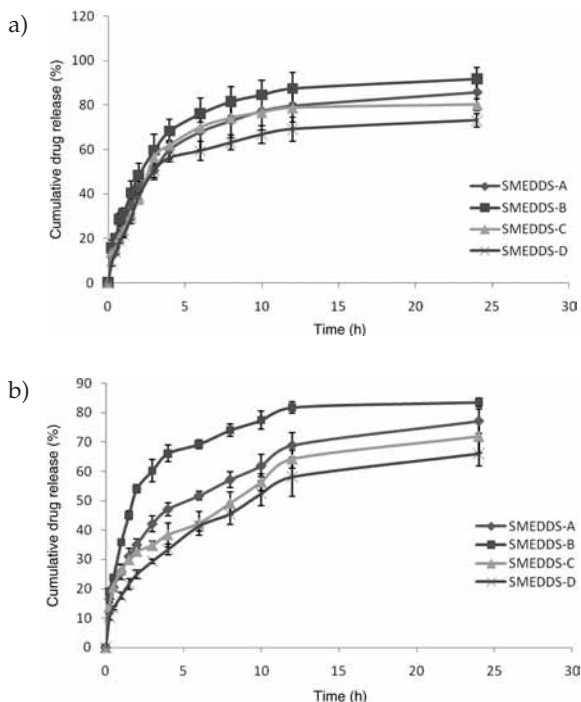 a)
Cumulative drug release (%)
120
100
80
60
40
20
0
SMEDDS-A
SMEDDS-B
SMEDDS-C
SMEDDS-D
0 5 10 15 20 25 30
Time (h)
b)
Cumulative drug release (%)
90
80
70
60
50
40
30
20
10
0
SMEDDS-A
SMEDDS-B
SMEDDS-C
SMEDDS-D
0 5 10 15 20 25 30
Time (h)